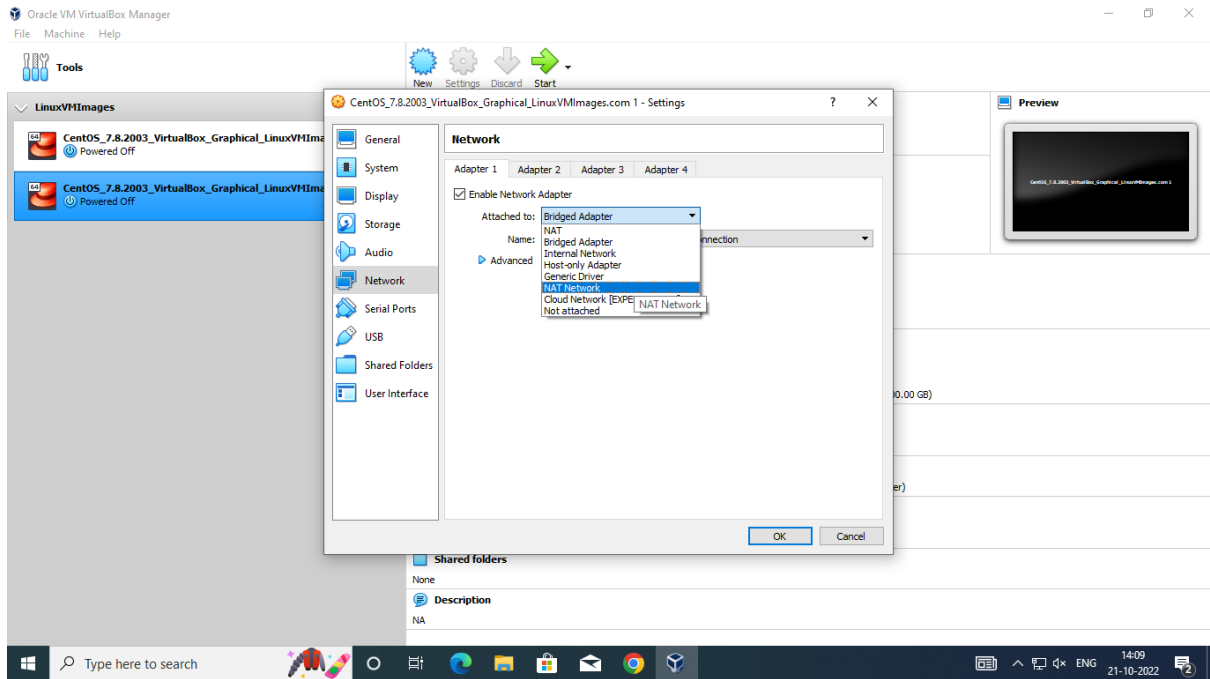 Oracle VM VirtualBox Manager
File Machine Help
Tools
New Settings Discard Start
LinuxVMImages
CentOS_7.8.2003_VirtualBox_Graphical_LinuxVMIma
Powered Off
CentOS_7.8.2003_VirtualBox_Graphical_LinuxVMIma
Powered Off
CentOS_7.8.2003_VirtualBox_Graphical_LinuxVMImages.com 1 - Settings ?
General
System
Display
Storage
Audio
Network
Serial Ports
USB
Shared Folders
User Interface
Network
Adapter 1 Adapter 2 Adapter 3 Adapter 4
Enable Network Adapter
Attached to: Bridged Adapter
Name: nnection
Advanced
NAT
Bridged Adapter
Internal Network
Host-only Adapter
Generic Driver
NAT Network
Cloud Network [EXPE
Not attached
NAT Network
OK Cancel
Preview
CentOS_7.8.2003_VirtualBox_Graphical_LinuxVMImages.com 1
0.00 GB)
er)
Shared folders
None
Description
NA
Type here to search
ENG
14:09
21-10-2022
2